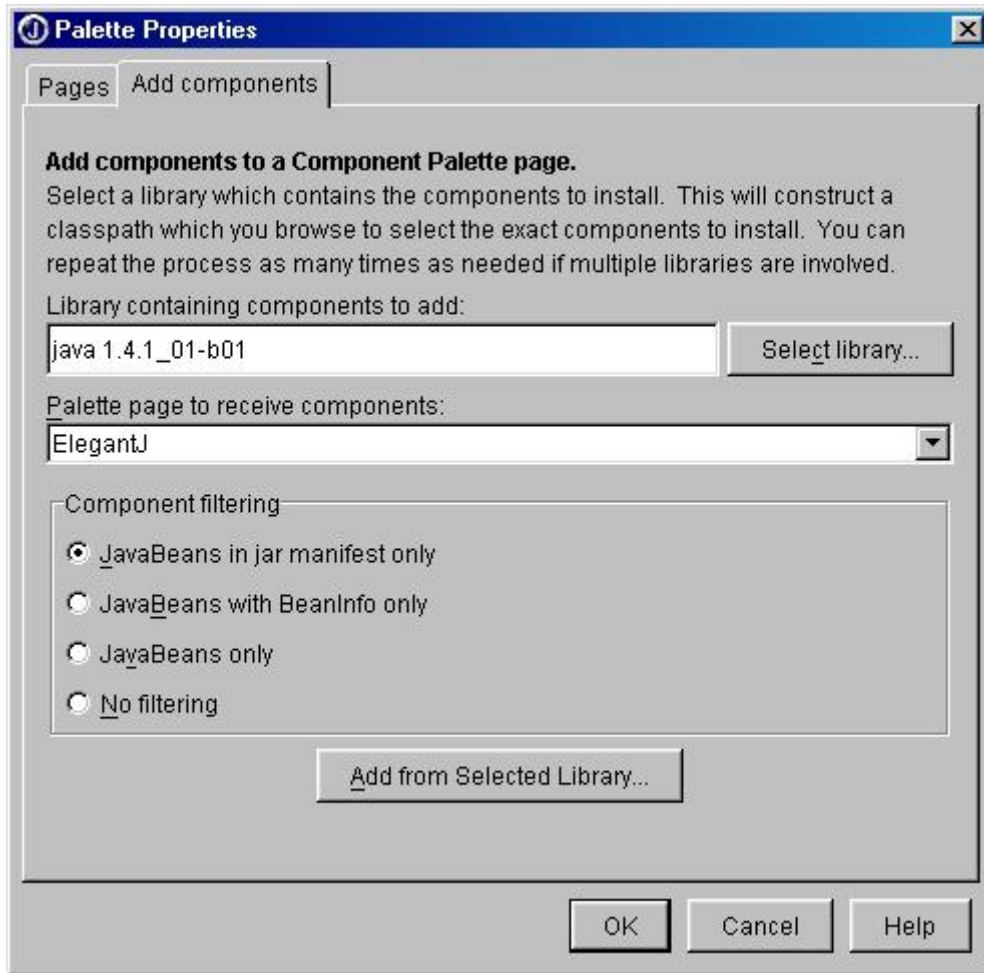 Palette Properties
Pages
Add components
Add components to a Component Palette page.
Select a library which contains the components to install. This will construct a
classpath which you browse to select the exact components to install. You can
repeat the process as many times as needed if multiple libraries are involved.
Library containing components to add:
java 1.4.1_01-b01
Select library...
Palette page to receive components:
ElegantJ
Component filtering
JavaBeans in jar manifest only
JavaBeans with BeanInfo only
JavaBeans only
No filtering
Add from Selected Library...
OK
Cancel
Help